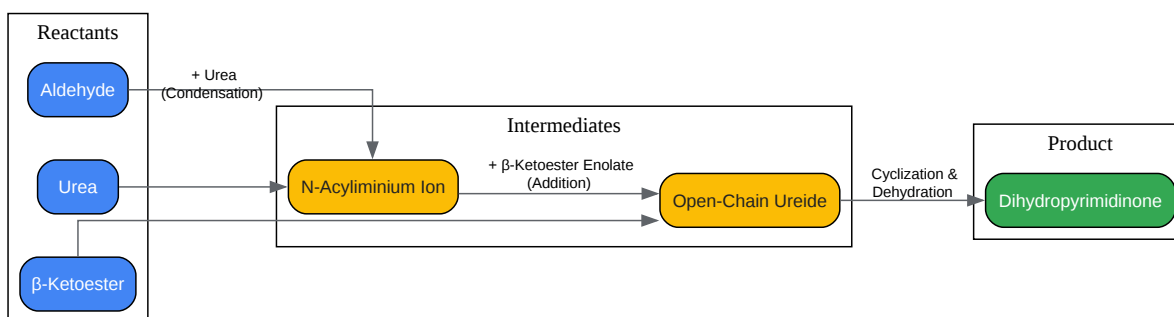 Reactants
Aldehyde
+ Urea
(Condensation)
Urea
β-Ketoester
Intermediates
N-Acyliminium Ion
+ β-Ketoester Enolate
(Addition)
Open-Chain Ureide
Cyclization &
Dehydration
Product
Dihydropyrimidinone